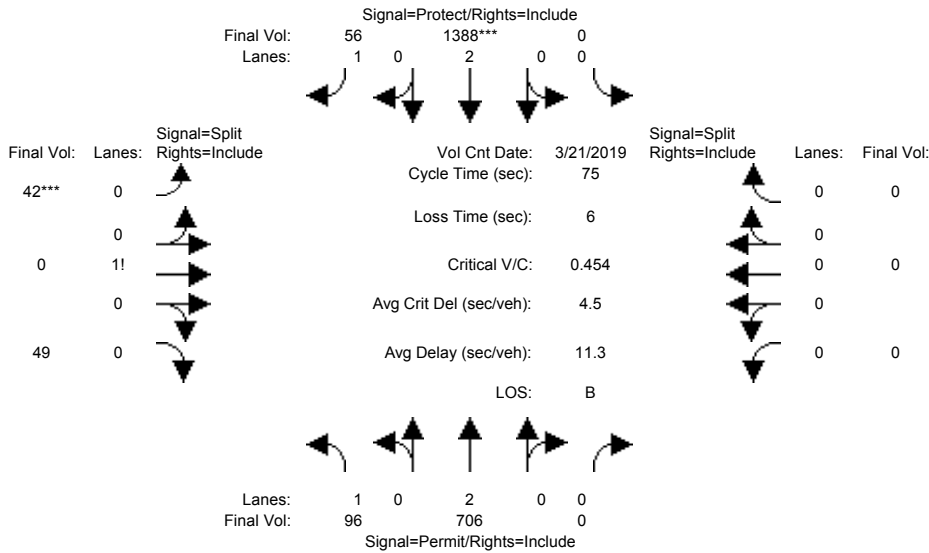 Signal=Protect/Rights=Include
Final Vol: 56 1388*** 0
Lanes: 1 0 2 0 0
Signal=Split Signal=Split
Final Vol: Lanes: Rights=Include Vol Cnt Date: 3/21/2019 Rights=Include Lanes: Final Vol:
Cycle Time (sec): 75
42*** 0 0 0
Loss Time (sec): 6
0 0
0 1! Critical V/C: 0.454 0 0
0 Avg Crit Del (sec/veh): 4.5 0
49 0 Avg Delay (sec/veh): 11.3 0 0
LOS: B
Lanes: 1 0 2 0 0
Final Vol: 96 706 0
Signal=Permit/Rights=Include